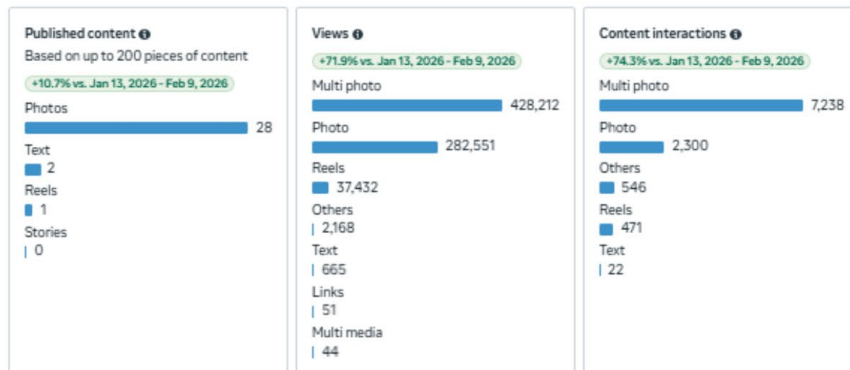 Published content
Based on up to 200 pieces of content
+10.7% vs. Jan 13, 2026 - Feb 9, 2026
Photos
28
Text
2
Reels
1
Stories
0
Views
+71.9% vs. Jan 13, 2026 - Feb 9, 2026
Multi photo
428,212
Photo
282,551
Reels
37,432
Others
2,168
Text
665
Links
51
Multi media
44
Content interactions
+74.3% vs. Jan 13, 2026 - Feb 9, 2026
Multi photo
7,238
Photo
2,300
Others
546
Reels
471
Text
22